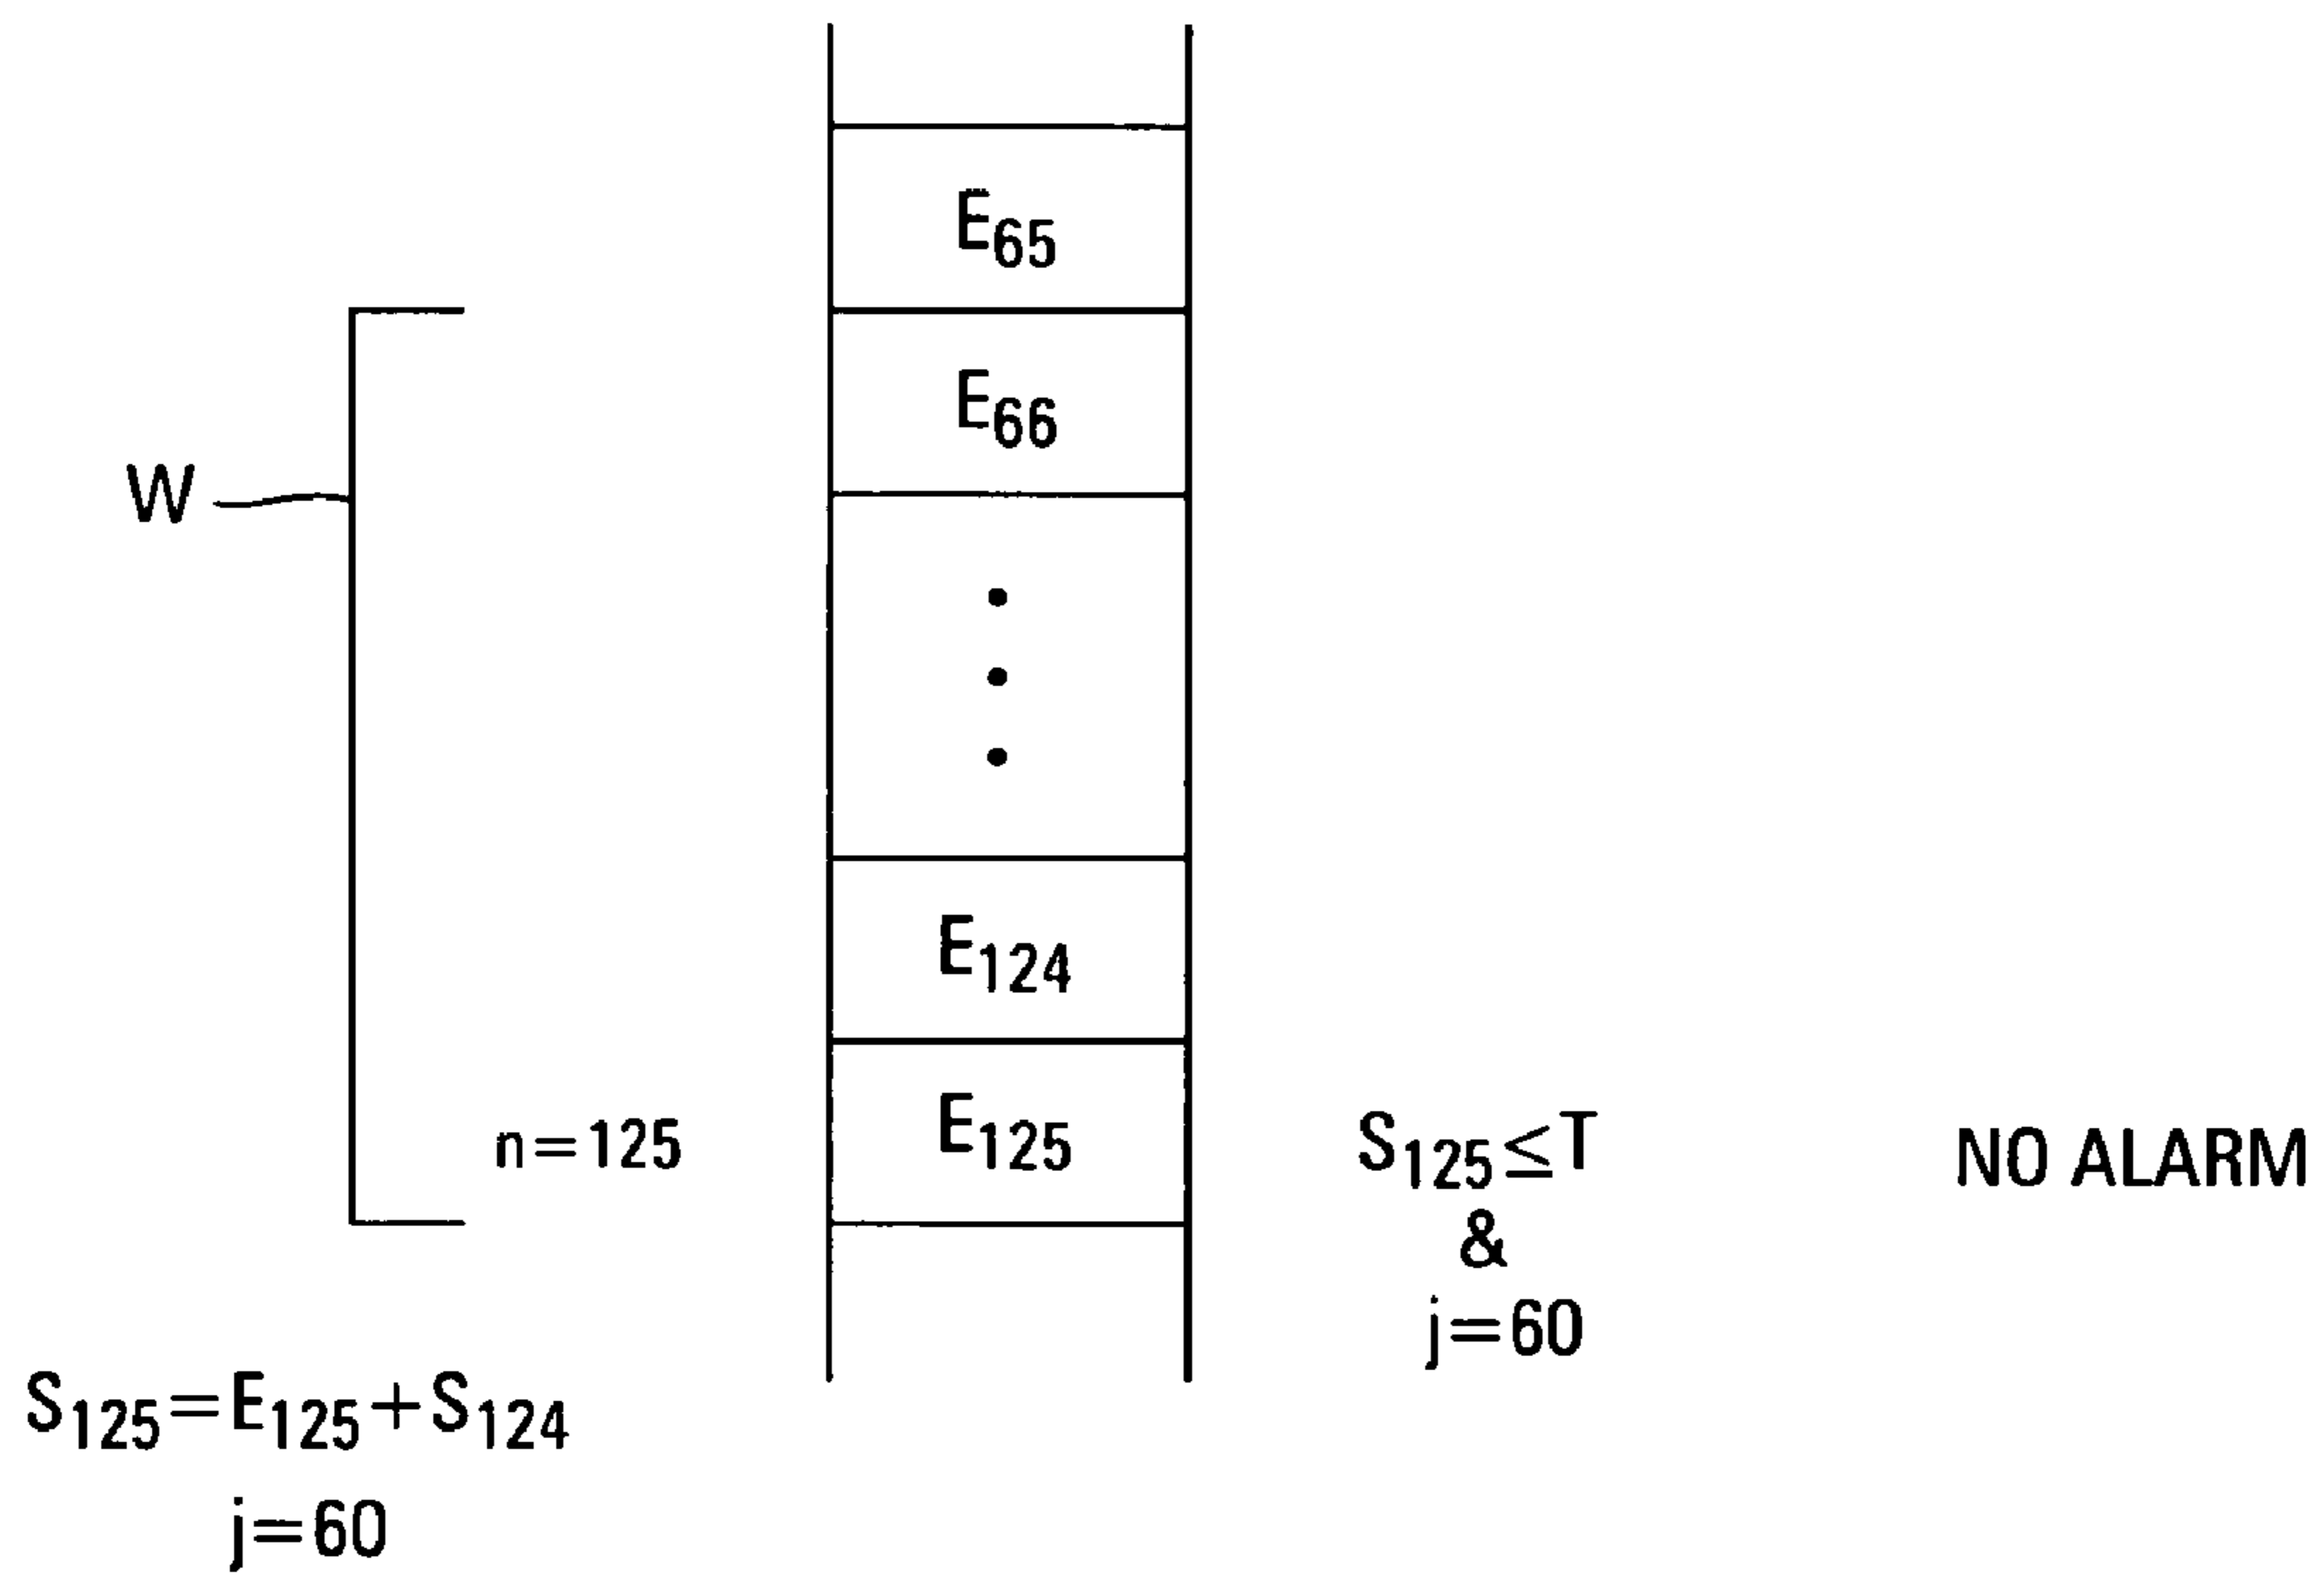 E65
E66
W
E124
n=125
E125
S125≤T
NO ALARM
&
j=60
S125=E125+S124
j=60